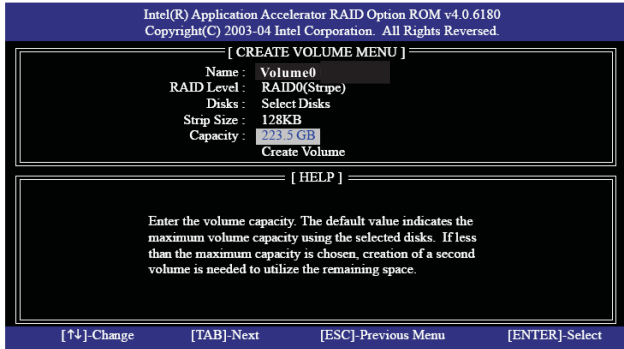 Intel(R) Application Accelerator RAID Option ROM v4.0.6180
Copyright(C) 2003-04 Intel Corporation. All Rights Reversed.
[ CREATE VOLUME MENU ]
Name : Volume0
RAID Level : RAID0(Stripe)
Disks : Select Disks
Strip Size : 128KB
Capacity : 223.5 GB
Create Volume
[ HELP ]
Enter the volume capacity. The default value indicates the
maximum volume capacity using the selected disks. If less
than the maximum capacity is chosen, creation of a second
volume is needed to utilize the remaining space.
[↑↓]-Change [TAB]-Next [ESC]-Previous Menu [ENTER]-Select